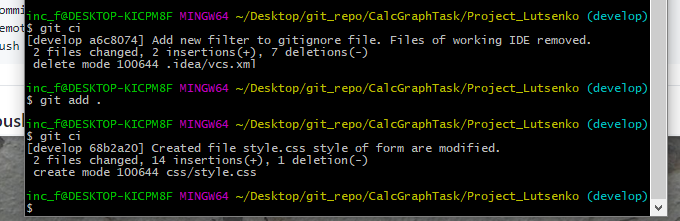 ommi
inc_f@DESKTOP-KICPM8F MINGW64 ~/Desktop/git_repo/CalcGraphTask/Project_Lutsenko (develop)
emot
$ git ci
ush
[develop a6c8074] Add new filter to gitignore file. Files of working IDE removed.
 2 files changed, 2 insertions(+), 7 deletions(-)
 delete mode 100644 .idea/vcs.xml
inc_f@DESKTOP-KICPM8F MINGW64 ~/Desktop/git_repo/CalcGraphTask/Project_Lutsenko (develop)
$ git add .
ous
inc_f@DESKTOP-KICPM8F MINGW64 ~/Desktop/git_repo/CalcGraphTask/Project_Lutsenko (develop)
$ git ci
[develop 68b2a20] Created file style.css style of form are modified.
 2 files changed, 14 insertions(+), 1 deletion(-)
 create mode 100644 css/style.css
inc_f@DESKTOP-KICPM8F MINGW64 ~/Desktop/git_repo/CalcGraphTask/Project_Lutsenko (develop)
$